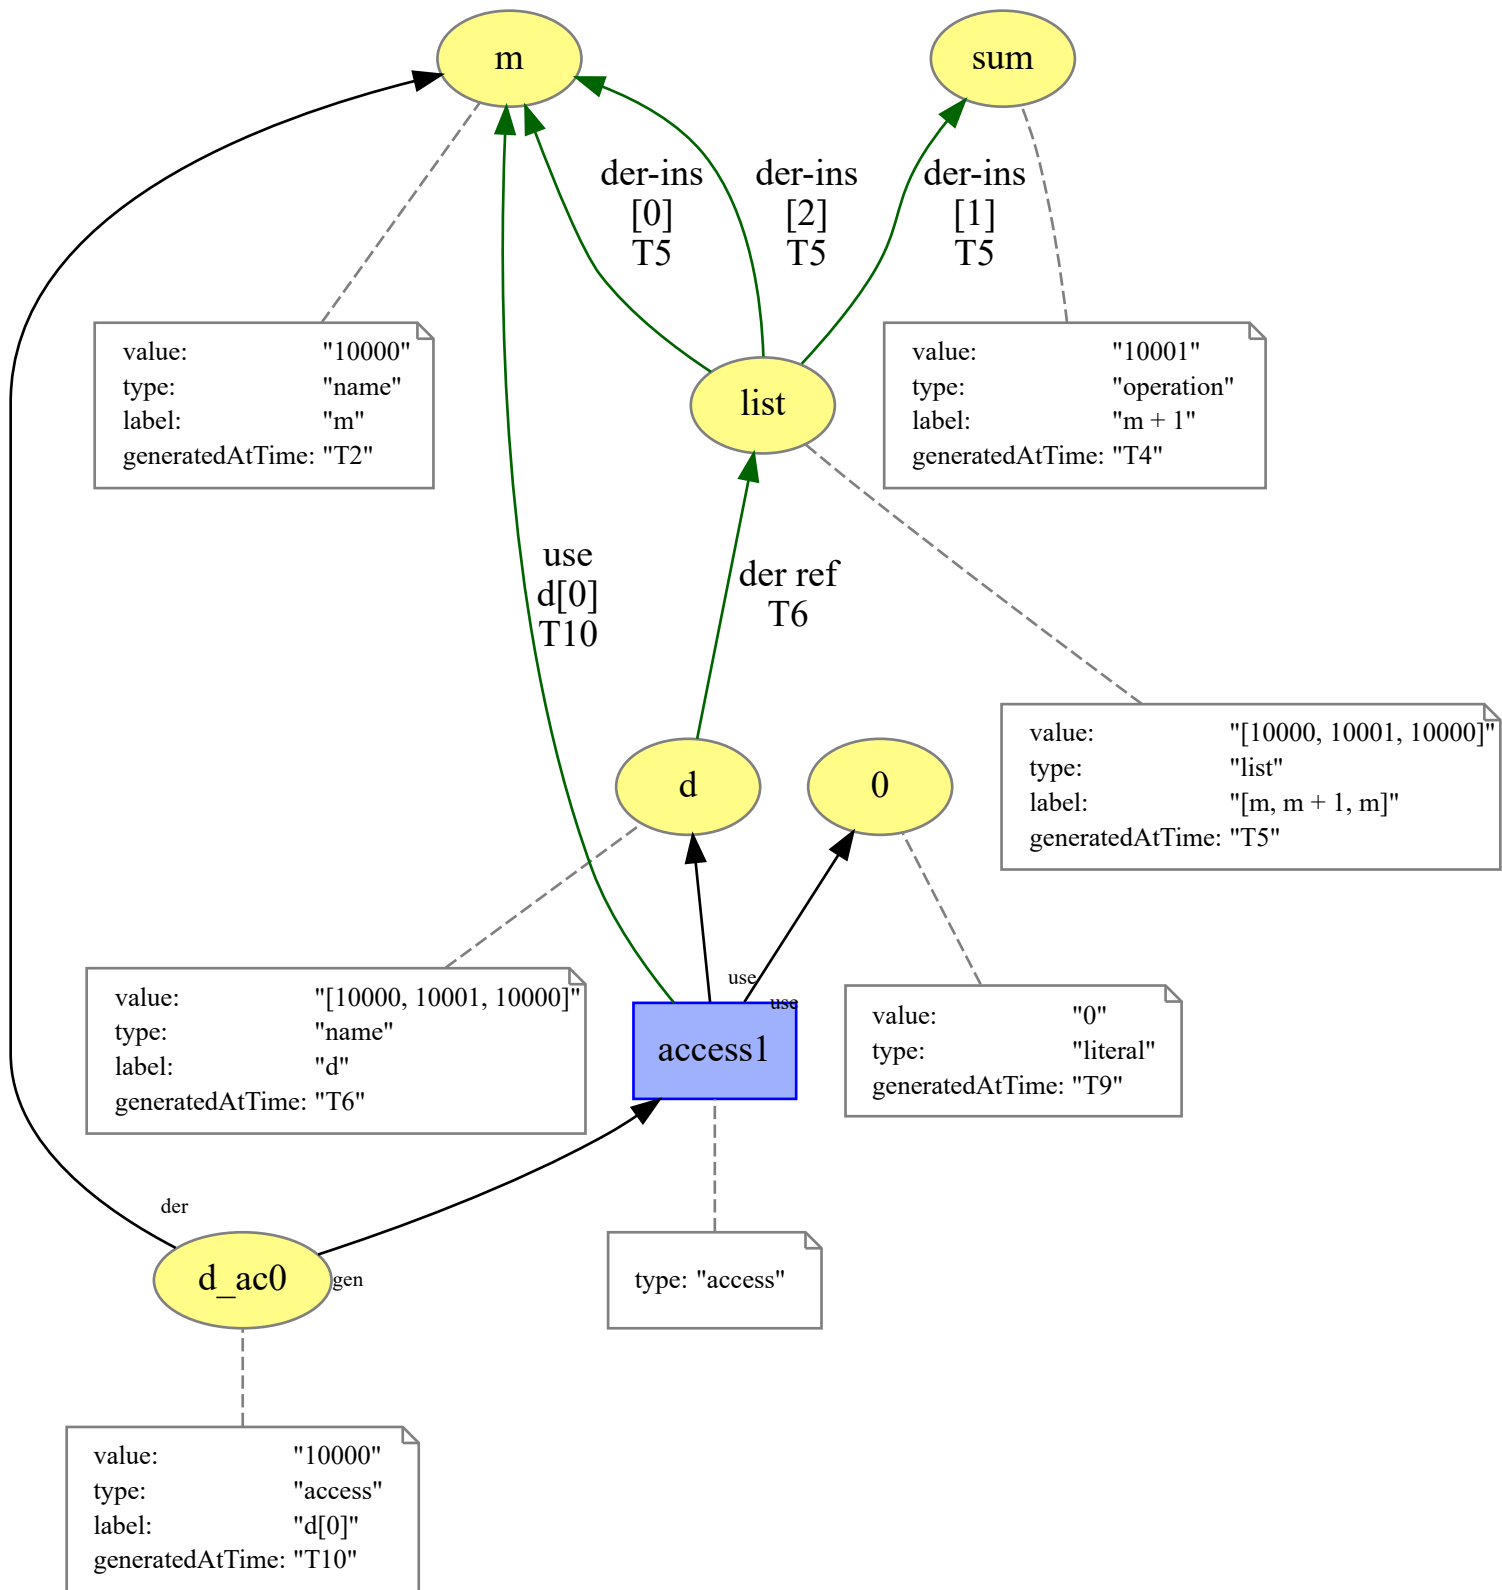 m
sum
der-ins
[0]
T5
der-ins
[2]
T5
der-ins
[1]
T5
value: "10000"
type: "name"
label: "m"
generatedAtTime: "T2"
list
value: "10001"
type: "operation"
label: "m + 1"
generatedAtTime: "T4"
use
d[0]
T10
der ref
T6
d
0
value: "[10000, 10001, 10000]"
type: "list"
label: "[m, m + 1, m]"
generatedAtTime: "T5"
value: "[10000, 10001, 10000]"
type: "name"
label: "d"
generatedAtTime: "T6"
use
use
access1
value: "0"
type: "literal"
generatedAtTime: "T9"
der
d_ac0
gen
type: "access"
value: "10000"
type: "access"
label: "d[0]"
generatedAtTime: "T10"